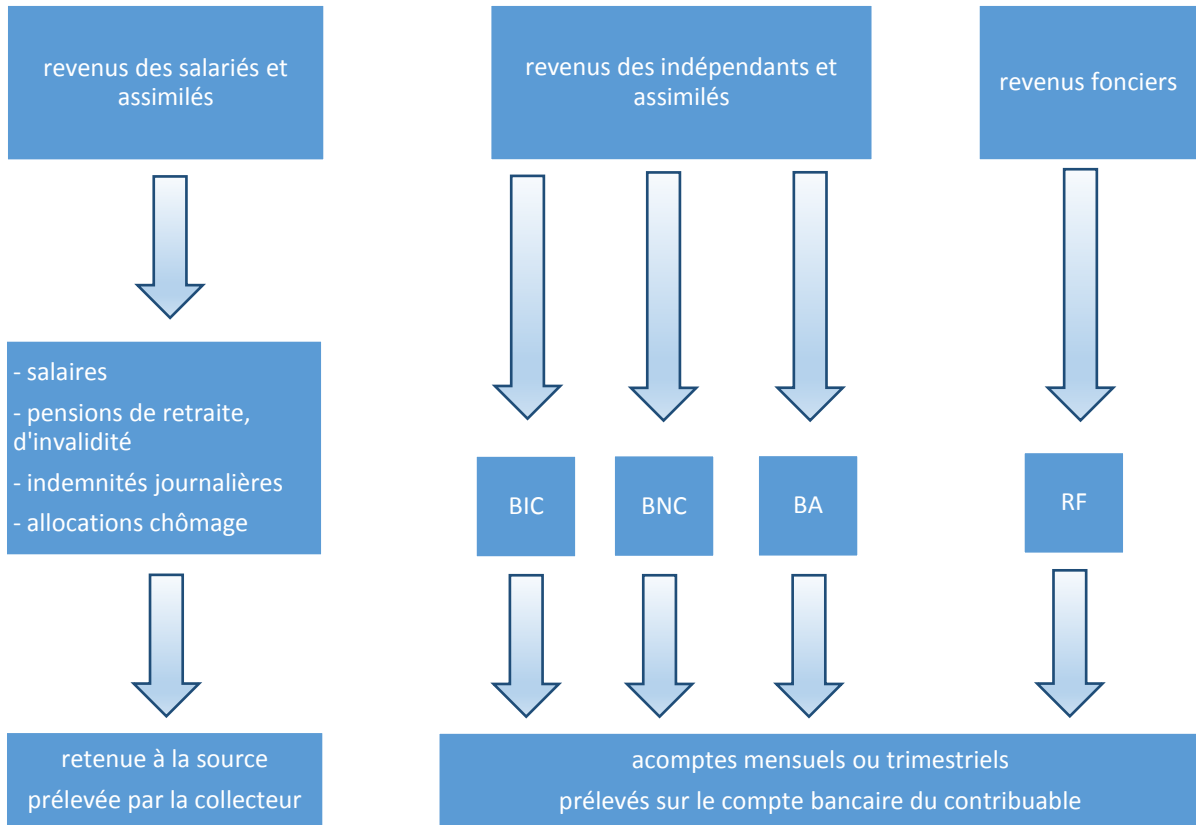 revenus des salariés et
assimilés
revenus des indépendants et
assimilés
revenus fonciers
- salaires
- pensions de retraite,
d'invalidité
- indemnités journalières
- allocations chômage
BIC
BNC
BA
RF
retenue à la source
prélevée par la collecteur
acomptes mensuels ou trimestriels
prélevés sur le compte bancaire du contribuable